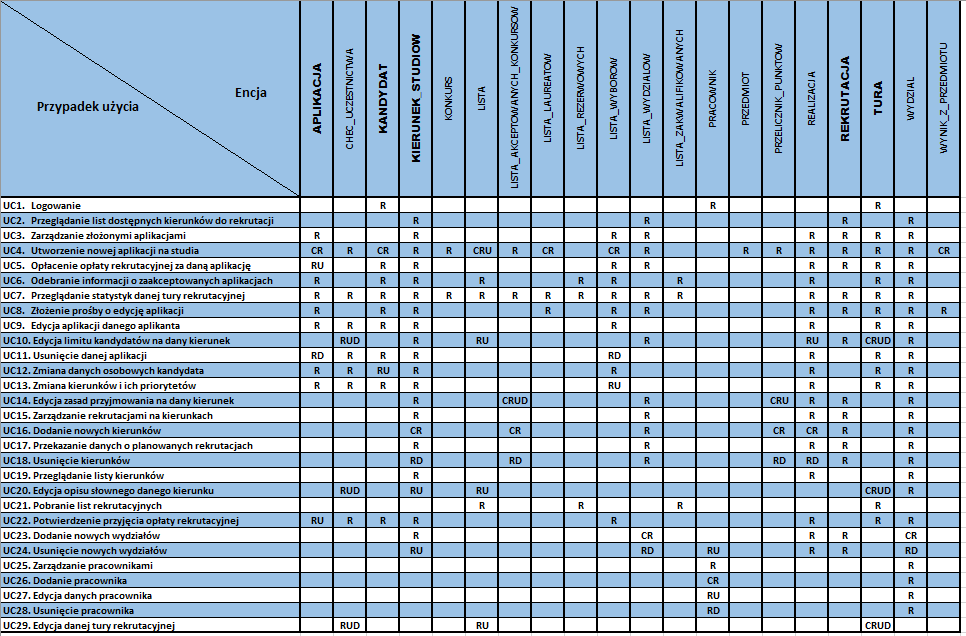 Przypadek użycia
Encja
APLIKACJA
CHEC_UCZESTNICTWA
KANDYDAT
KIERUNEK_STUDIOW
KONKURS
LISTA
LISTA_AKCEPTOWANYCH_KONKURSOW
LISTA_LAUREATOW
LISTA_REZERWOWYCH
LISTA_WYBOROW
LISTA_WYDZIALOW
LISTA_ZAKWALIFIKOWANYCH
PRACOWNIK
PRZEDMIOT
PRZELICZNIK_PUNKTOW
REALIZACJA
REKRUTACJA
TURA
WYDZIAL
WYNIK_Z_PRZEDMIOTU
UC1. Logowanie R R R
UC2. Przeglądanie list dostępnych kierunków do rekrutacji R R R R
UC3. Zarządzanie złożonymi aplikacjami R R R R R R R R
UC4. Utworzenie nowej aplikacji na studia CR R CR R R CRU R CR CR R R R R R R R CR
UC5. Opłacenie opłaty rekrutacyjnej za daną aplikację RU R R R R R R R R
UC6. Odebranie informacji o zaakceptowanych aplikacjach R R R R R R R R R R
UC7. Przeglądanie statystyk danej tury rekrutacyjnej R R R R R R R R R R R R R R R R
UC8. Złożenie prośby o edycję aplikacji R R R R R R R R R R R
UC9. Edycja aplikacji danego aplikanta R R R R R R R R
UC10. Edycja limitu kandydatów na dany kierunek RUD R RU R RU R CRUD R
UC11. Usunięcie danej aplikacji RD R R R RD R R R
UC12. Zmiana danych osobowych kandydata R R RU R R R R R
UC13. Zmiana kierunków i ich priorytetów R R R R RU R R R
UC14. Edycja zasad przyjmowania na dany kierunek R CRUD R CRU R R R
UC15. Zarządzanie rekrutacjami na kierunkach R R R R R
UC16. Dodanie nowych kierunków CR CR R CR CR R R
UC17. Przekazanie danych o planowanych rekrutacjach R R R R R
UC18. Usunięcie kierunków RD RD R RD RD R R
UC19. Przeglądanie listy kierunków R R R
UC20. Edycja opisu słownego danego kierunku RUD RU RU CRUD R
UC21. Pobranie list rekrutacyjnych R R R R
UC22. Potwierdzenie przyjęcia opłaty rekrutacyjnej RU R R R R R R R
UC23. Dodanie nowych wydziałów R CR R R CR
UC24. Usunięcie nowych wydziałów RU RD RU R R RD
UC25. Zarządzanie pracownikami R R
UC26. Dodanie pracownika CR R
UC27. Edycja danych pracownika RU R
UC28. Usunięcie pracownika RD R
UC29. Edycja danej tury rekrutacyjnej RUD RU CRUD